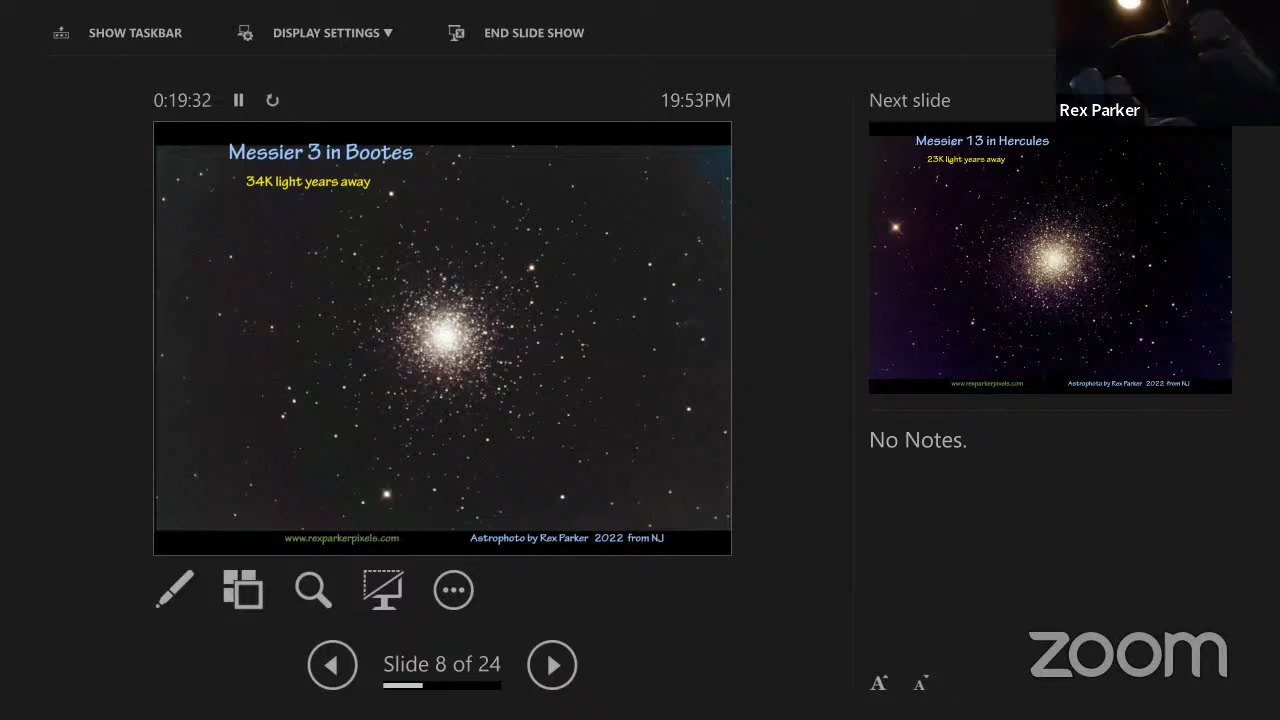 SHOW TASKBAR
DISPLAY SETTINGS ▼
END SLIDE SHOW
0:19:32
19:53PM
Next slide
Rex Parker
Messier 3 in Bootes
34K light years away
www.rexparkerpixels.com
Astrophoto by Rex Parker 2022 from NJ
Messier 13 in Hercules
23K light years away
www.rexparkerpixels.com
Astrophoto by Rex Parker 2022 from NJ
No Notes.
Slide 8 of 24
A A
zoom